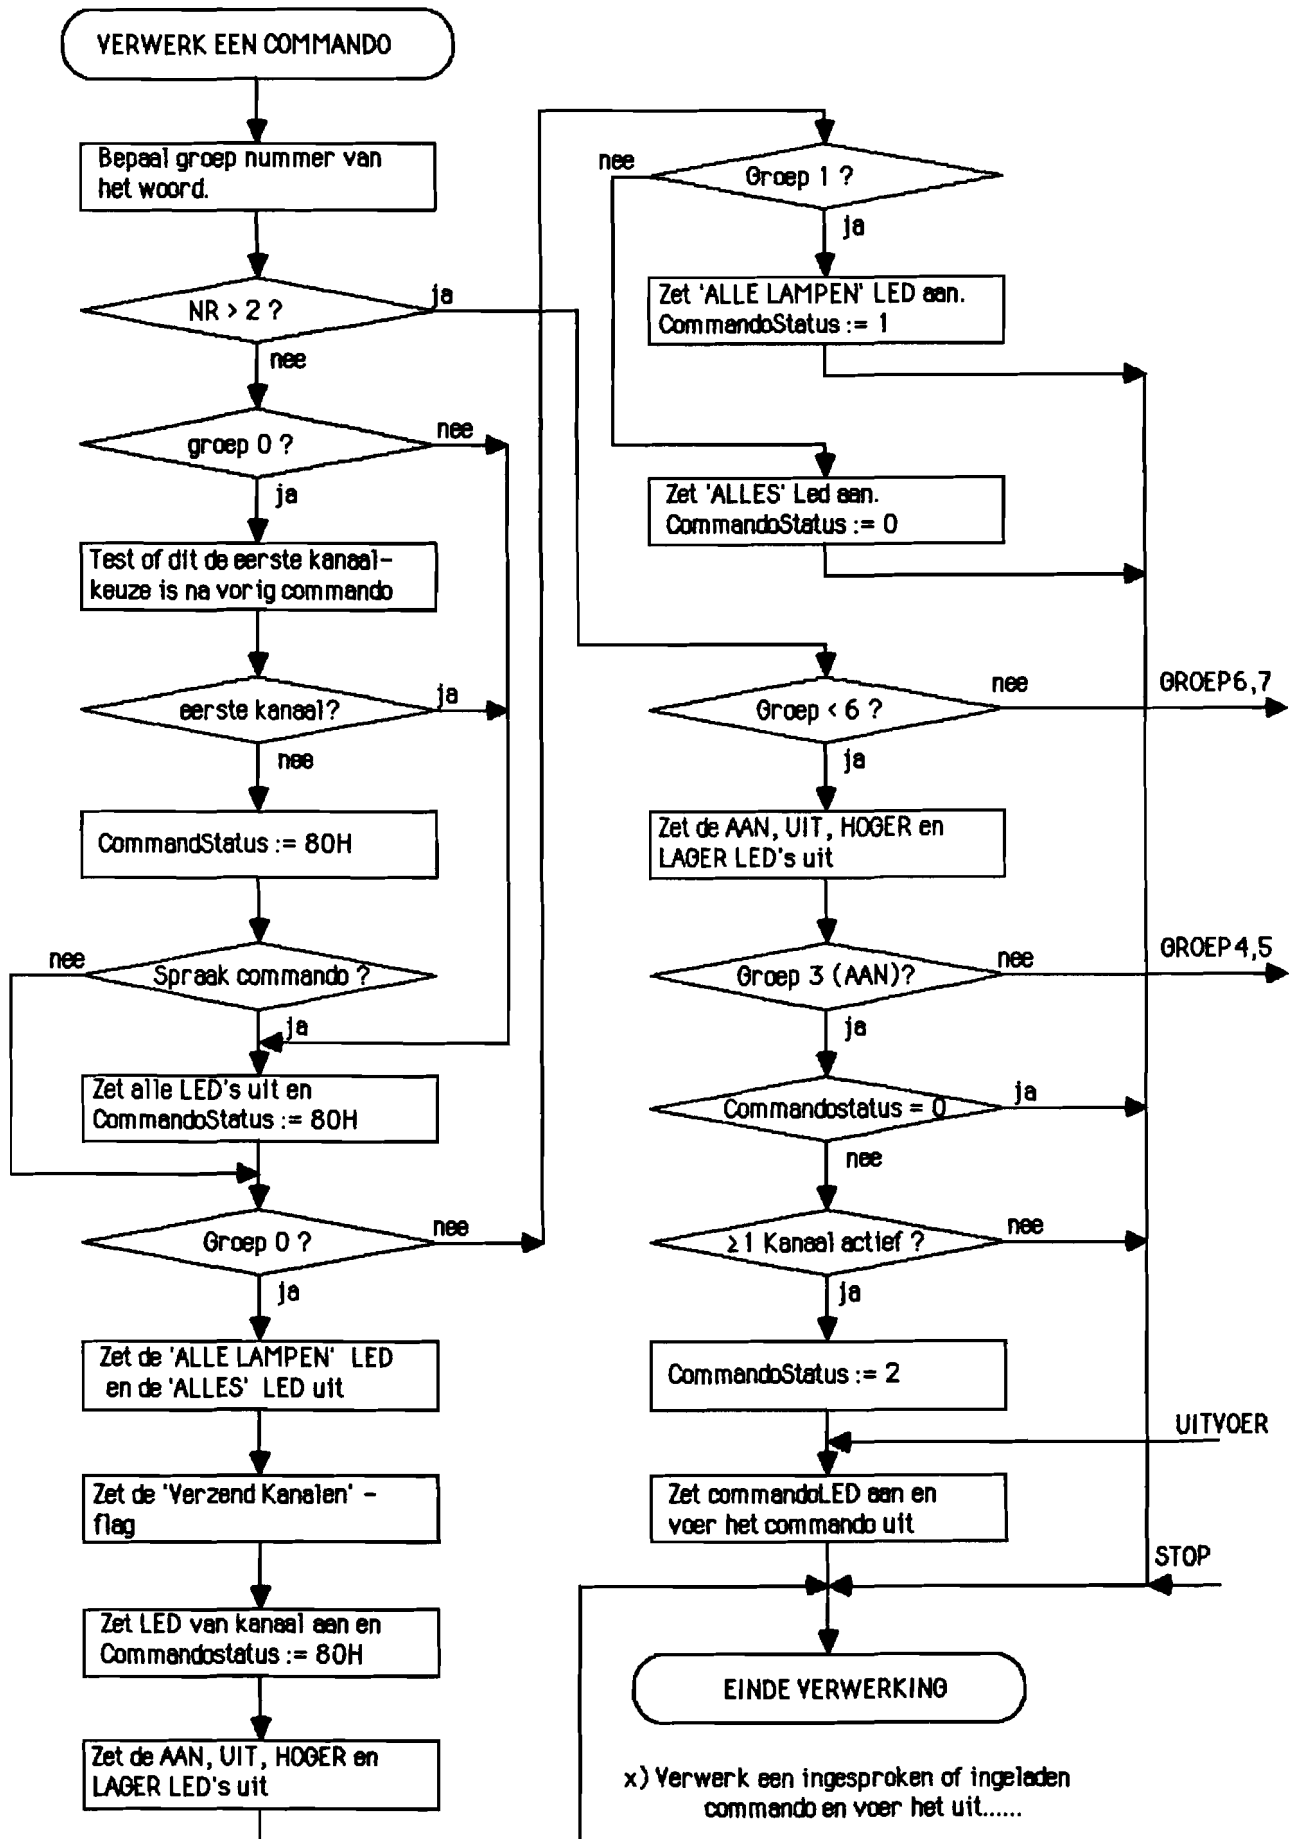 VERWERK EEN COMMANDO
Bepaal groep nummer van
het woord.
NR > 2 ?
ja
nee
groep 0 ?
nee
ja
Test of dit de eerste kanaal-
keuze is na vorig commando
eerste kanaal?
ja
nee
CommandStatus := 80H
nee
Spraak commando ?
ja
Zet alle LED's uit en
CommandoStatus := 80H
Groep 0 ?
nee
ja
Zet de 'ALLE LAMPEN' LED
en de 'ALLES' LED uit
Zet de 'Verzend Kanalen' -
flag
Zet LED van kanaal aan en
Commandostatus := 80H
Zet de AAN, UIT, HOGER en
LAGER LED's uit
nee
Groep 1 ?
ja
Zet 'ALLE LAMPEN' LED aan.
CommandoStatus := 1
Zet 'ALLES' Led aan.
CommandoStatus := 0
Groep < 6 ?
nee
GROEP6,7
ja
Zet de AAN, UIT, HOGER en
LAGER LED's uit
Groep 3 (AAN)?
nee
GROEP4,5
ja
Commandostatus = 0
ja
nee
≥1 Kanaal actief ?
nee
ja
CommandoStatus := 2
UITVOER
Zet commandoLED aan en
voer het commando uit
STOP
EINDE VERWERKING
x) Verwerk een ingesproken of ingeladen
commando en voer het uit......